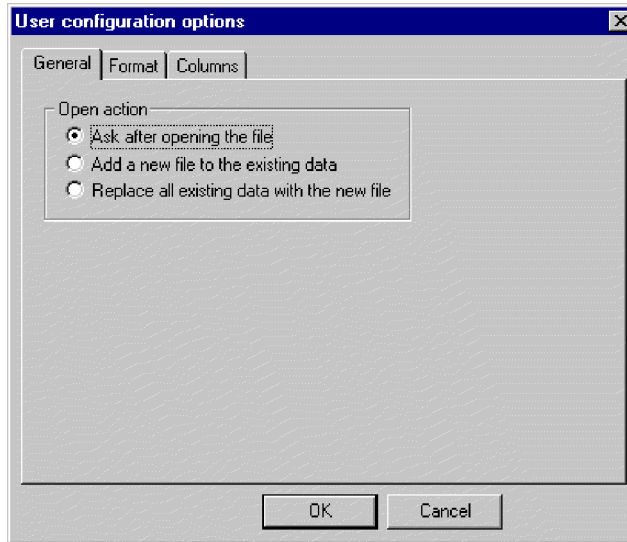 User configuration options
General Format Columns
Open action
Ask after opening the file
Add a new file to the existing data
Replace all existing data with the new file
OK Cancel